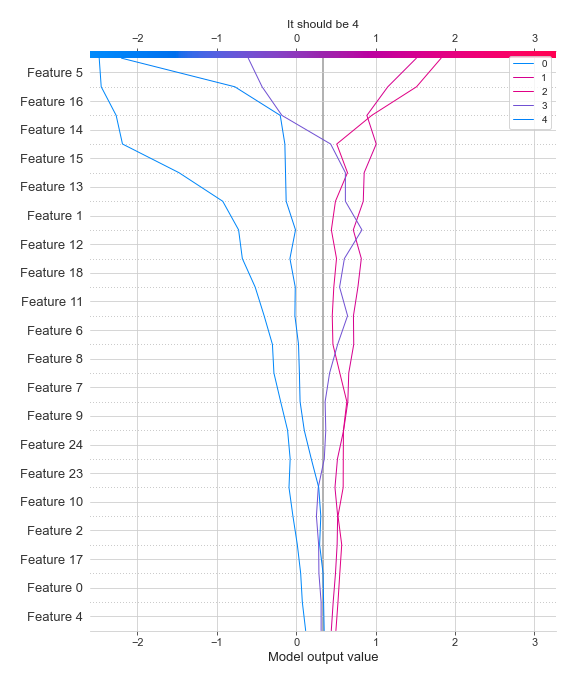 It should be 4
−2 −1 0 1 2 3
0
1
2
3
4
Feature 5
Feature 16
Feature 14
Feature 15
Feature 13
Feature 1
Feature 12
Feature 18
Feature 11
Feature 6
Feature 8
Feature 7
Feature 9
Feature 24
Feature 23
Feature 10
Feature 2
Feature 17
Feature 0
Feature 4
−2 −1 0 1 2 3
Model output value